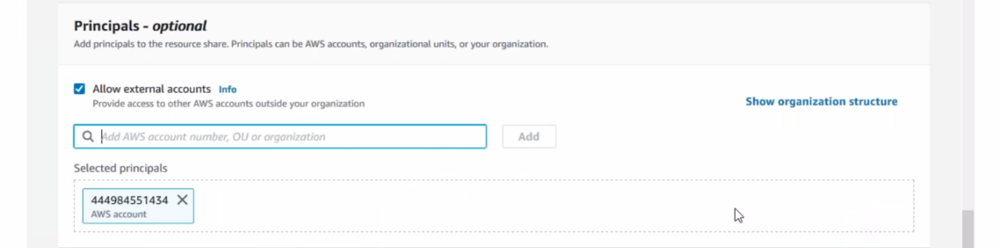 Principals - optional
Add principals to the resource share. Principals can be AWS accounts, organizational units, or your organization.
Allow external accounts Info
Provide access to other AWS accounts outside your organization
Show organization structure
Add AWS account number, OU or organization
Add
Selected principals
444984551434
AWS account